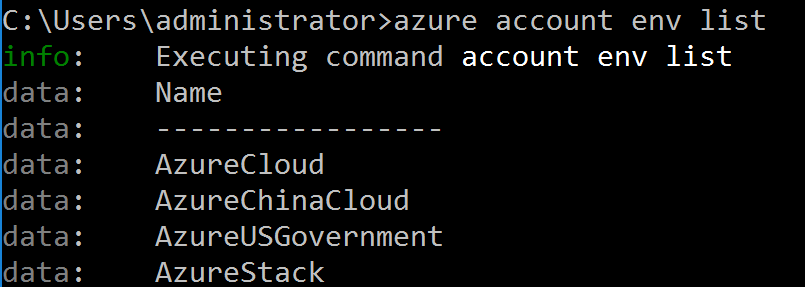 C:\Users\administrator>azure account env list
info:    Executing command account env list
data:    Name
data:    -----------------
data:    AzureCloud
data:    AzureChinaCloud
data:    AzureUSGovernment
data:    AzureStack